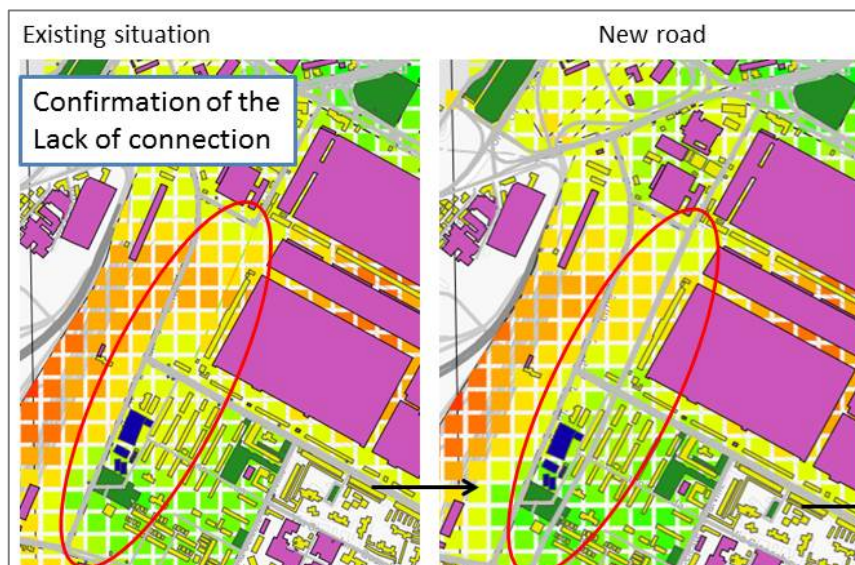 Existing situation
New road
Confirmation of the
Lack of connection